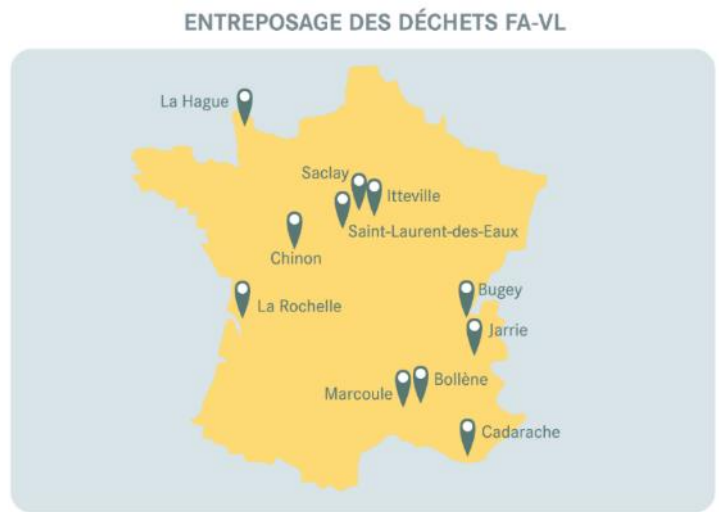 ENTREPOSAGE DES DÉCHETS FA-VL
La Hague
Saclay
Itteville
Saint-Laurent-des-Eaux
Chinon
La Rochelle
Bugey
Jarrie
Bollène
Marcoule
Cadarache